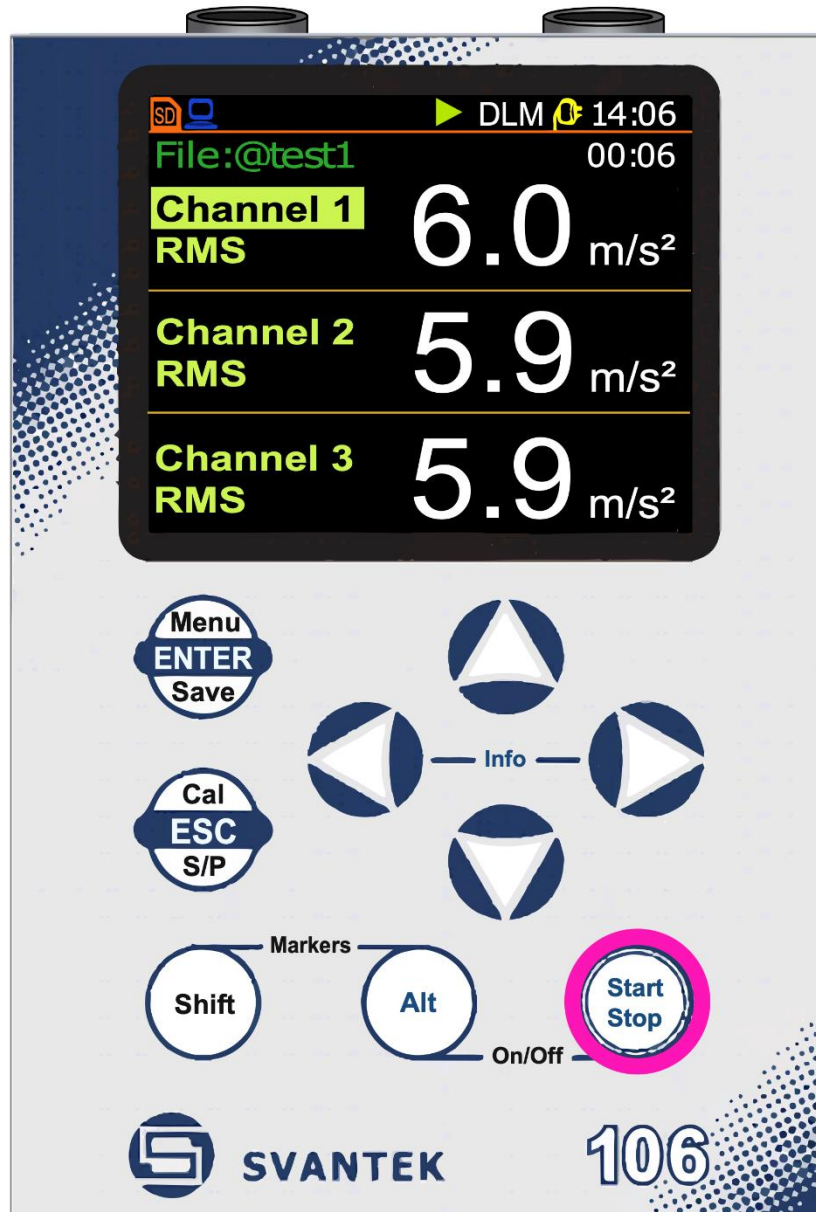 SD DLM 14:06
File:@test1 00:06
Channel 1
RMS 6.0 m/s²
Channel 2
RMS 5.9 m/s²
Channel 3
RMS 5.9 m/s²
Menu
ENTER
Save
Info
Cal
ESC
S/P
Markers
Shift
Alt
Start
Stop
On/Off
SVANTEK 106